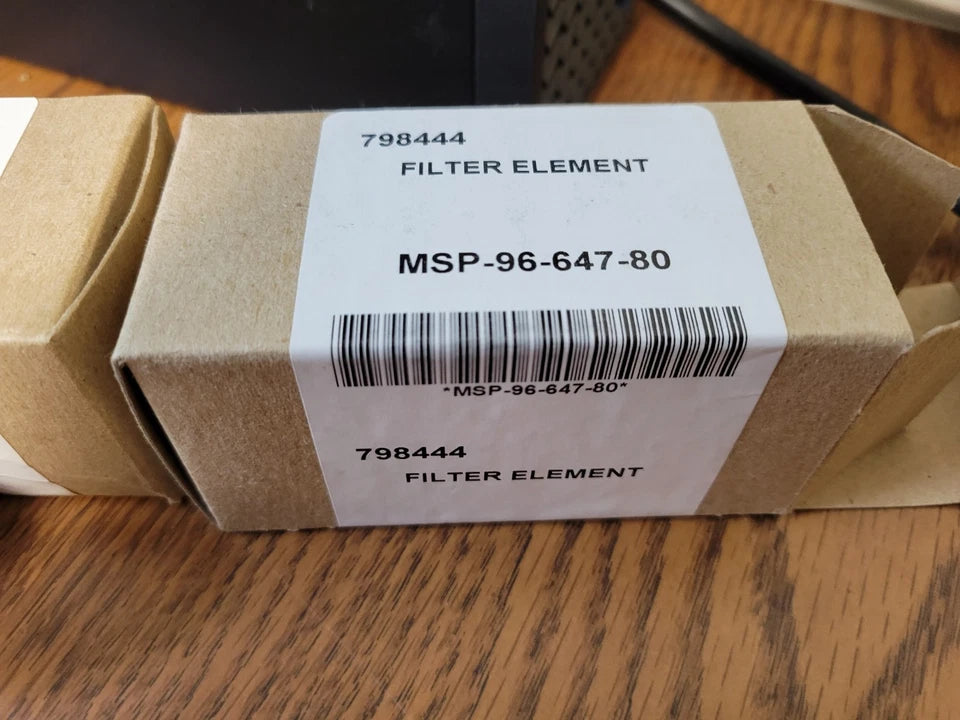 798444
FILTER ELEMENT
MSP-96-647-80
*MSP-96-647-80*
798444
FILTER ELEMENT